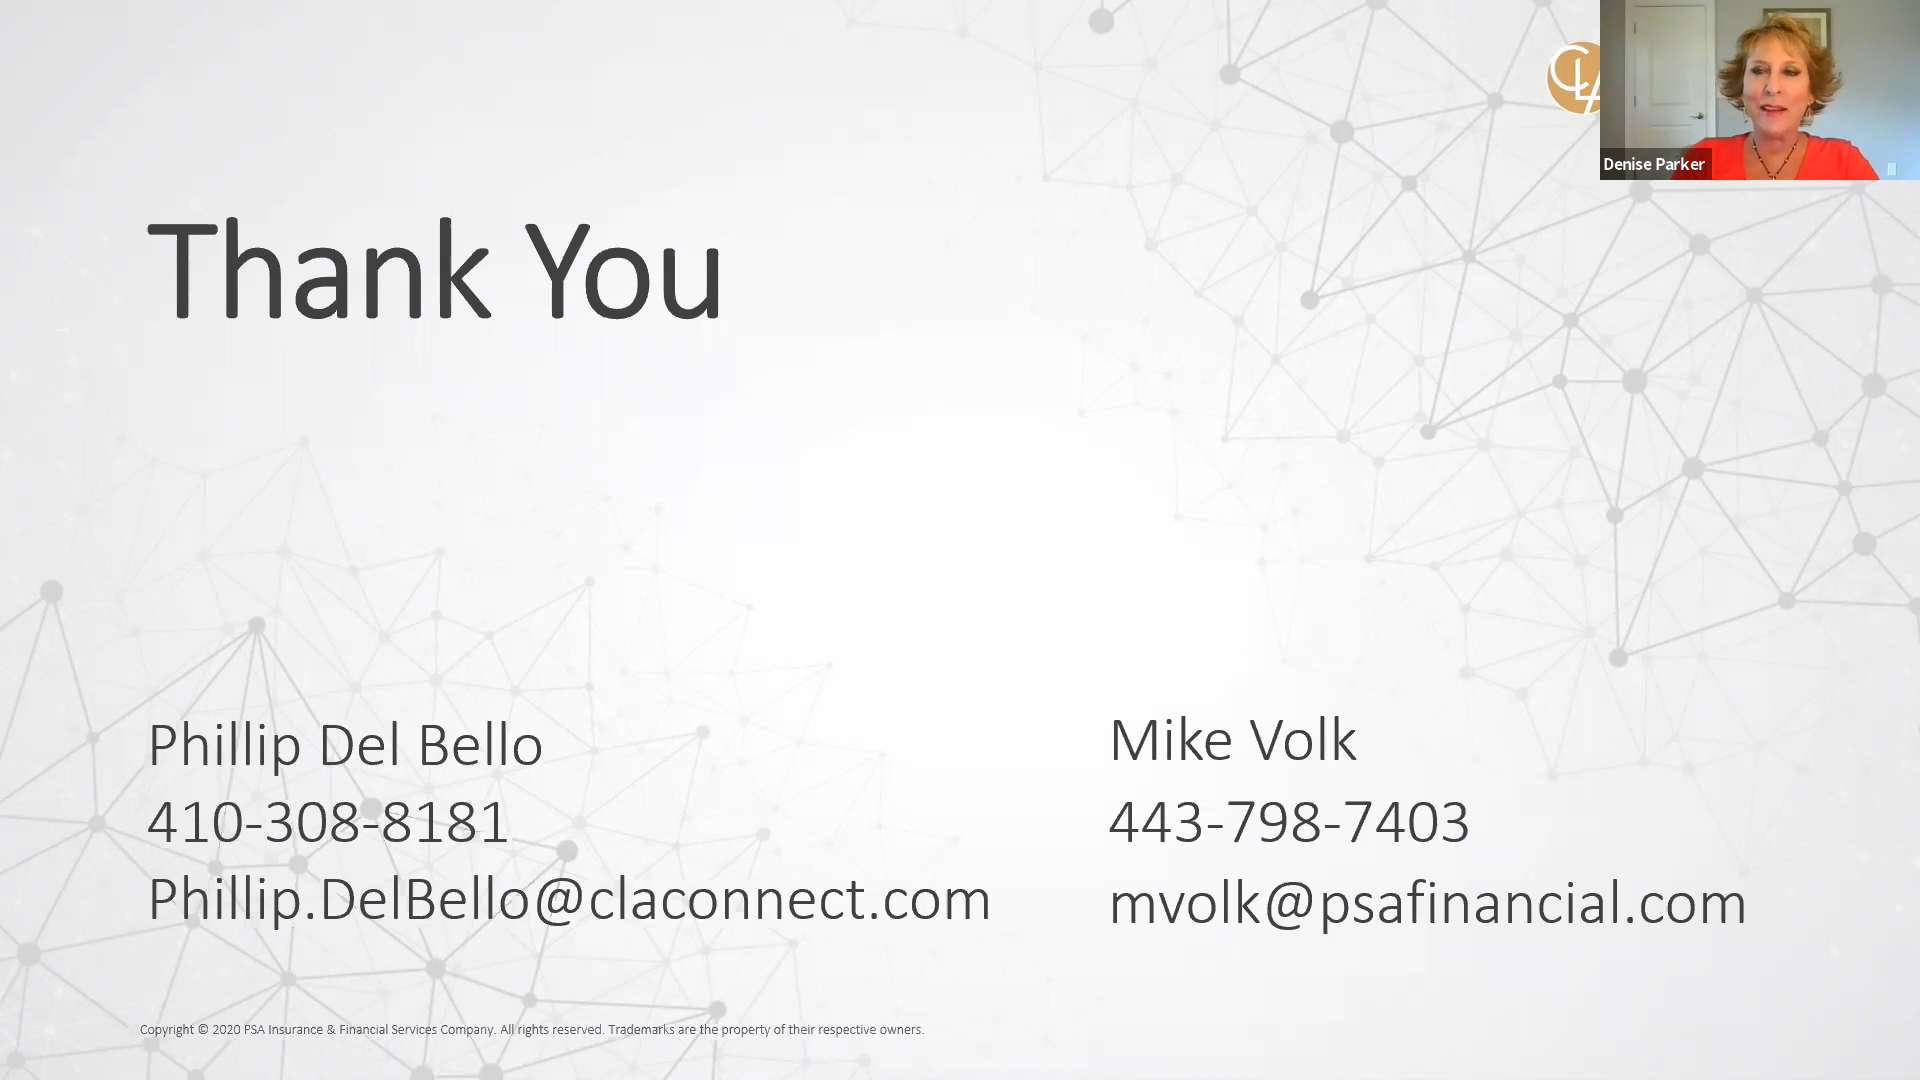 CLA
Denise Parker
Thank You
Phillip Del Bello
410-308-8181
Phillip.DelBello@claconnect.com
Mike Volk
443-798-7403
mvolk@psafinancial.com
Copyright © 2020 PSA Insurance & Financial Services Company. All rights reserved. Trademarks are the property of their respective owners.